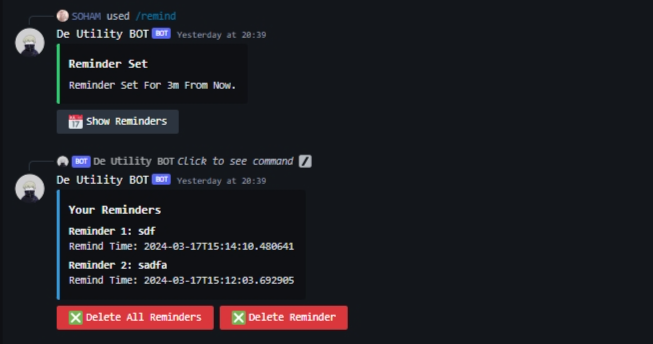 SOHAM used /remind
De Utility BOT BOT Yesterday at 20:39
Reminder Set
Reminder Set For 3m From Now.
17 Show Reminders
BOT De Utility BOT Click to see command
De Utility BOT BOT Yesterday at 20:39
Your Reminders
Reminder 1: sdf
Remind Time: 2024-03-17T15:14:10.480641
Reminder 2: sadfa
Remind Time: 2024-03-17T15:12:03.692905
Delete All Reminders Delete Reminder